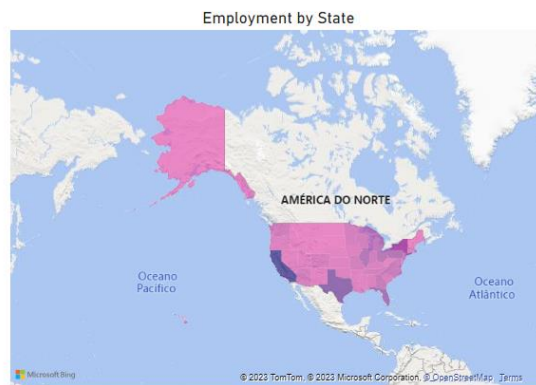 Employment by State
AMÉRICA DO NORTE
Oceano
Pacífico
Oceano
Atlântico
Microsoft Bing
© 2023 TomTom, © 2023 Microsoft Corporation, © OpenStreetMap Terms